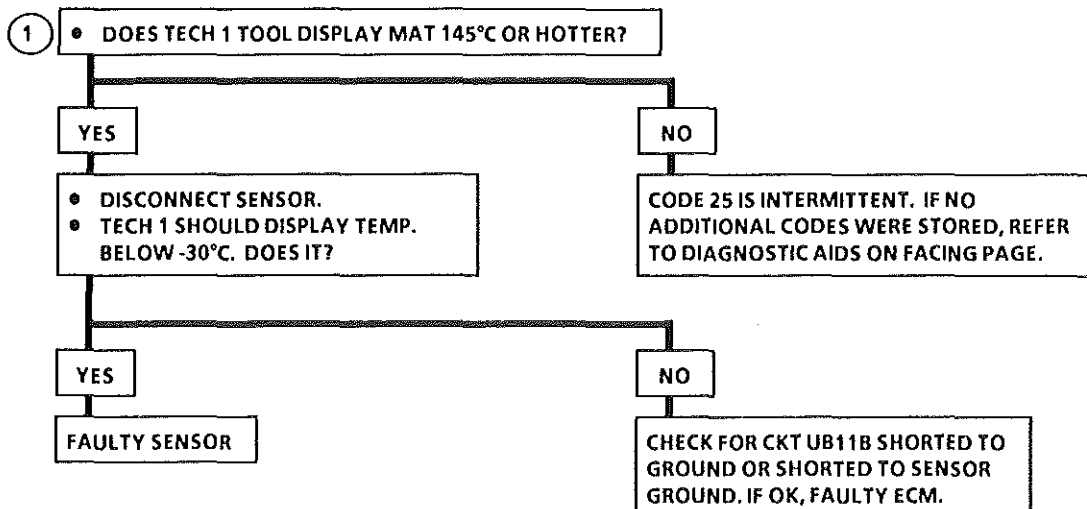 1
• DOES TECH 1 TOOL DISPLAY MAT 145°C OR HOTTER?
YES
NO
• DISCONNECT SENSOR.
• TECH 1 SHOULD DISPLAY TEMP.
BELOW -30°C. DOES IT?
CODE 25 IS INTERMITTENT. IF NO
ADDITIONAL CODES WERE STORED, REFER
TO DIAGNOSTIC AIDS ON FACING PAGE.
YES
NO
FAULTY SENSOR
CHECK FOR CKT UB11B SHORTED TO
GROUND OR SHORTED TO SENSOR
GROUND. IF OK, FAULTY ECM.